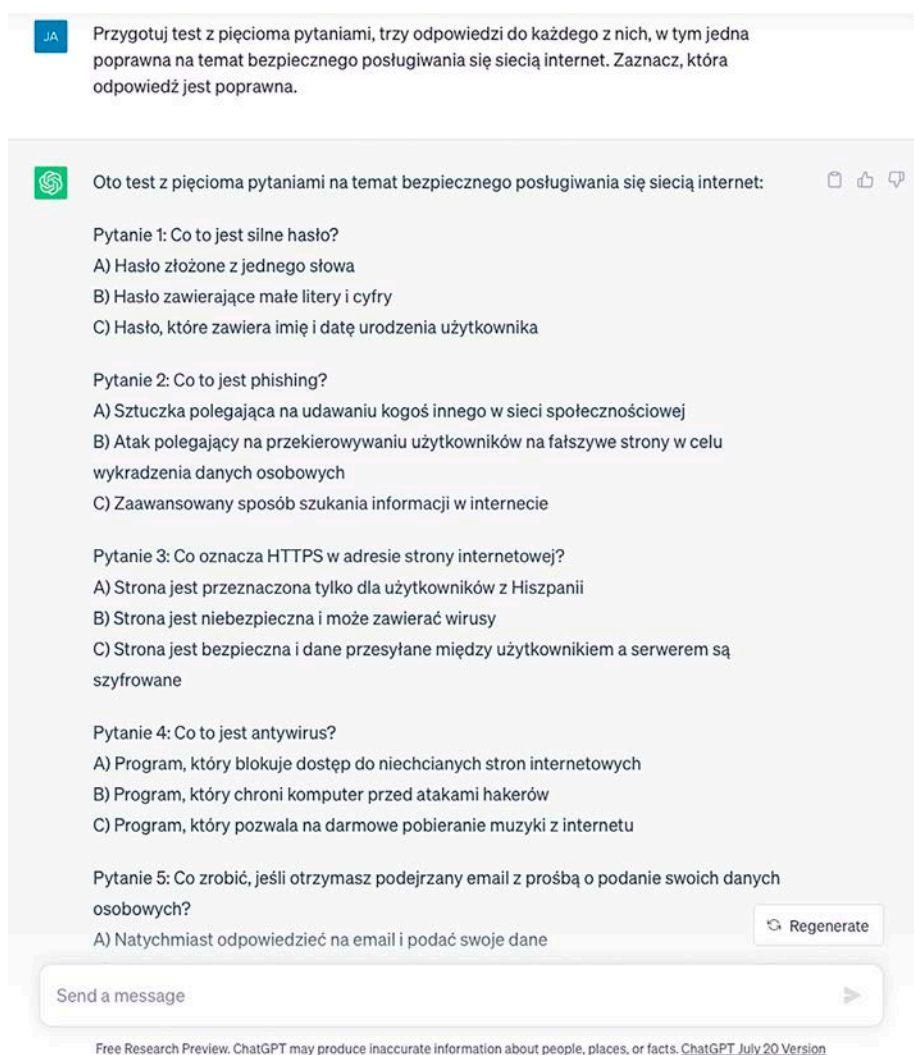 JA
Przygotuj test z pięcioma pytaniami, trzy odpowiedzi do każdego z nich, w tym jedna
poprawna na temat bezpiecznego posługiwania się siecią internet. Zaznacz, która
odpowiedź jest poprawna.
Oto test z pięcioma pytaniami na temat bezpiecznego posługiwania się siecią internet:
Pytanie 1: Co to jest silne hasło?
A) Hasło złożone z jednego słowa
B) Hasło zawierające małe litery i cyfry
C) Hasło, które zawiera imię i datę urodzenia użytkownika
Pytanie 2: Co to jest phishing?
A) Sztuczka polegająca na udawaniu kogoś innego w sieci społecznościowej
B) Atak polegający na przekierowywaniu użytkowników na fałszywe strony w celu
wykradzenia danych osobowych
C) Zaawansowany sposób szukania informacji w internecie
Pytanie 3: Co oznacza HTTPS w adresie strony internetowej?
A) Strona jest przeznaczona tylko dla użytkowników z Hiszpanii
B) Strona jest niebezpieczna i może zawierać wirusy
C) Strona jest bezpieczna i dane przesyłane między użytkownikiem a serwerem są
szyfrowane
Pytanie 4: Co to jest antywirus?
A) Program, który blokuje dostęp do niechcianych stron internetowych
B) Program, który chroni komputer przed atakami hakerów
C) Program, który pozwala na darmowe pobieranie muzyki z internetu
Pytanie 5: Co zrobić, jeśli otrzymasz podejrzany email z prośbą o podanie swoich danych
osobowych?
A) Natychmiast odpowiedzieć na email i podać swoje dane
Regenerate
Send a message
Free Research Preview. ChatGPT may produce inaccurate information about people, places, or facts. ChatGPT July 20 Version